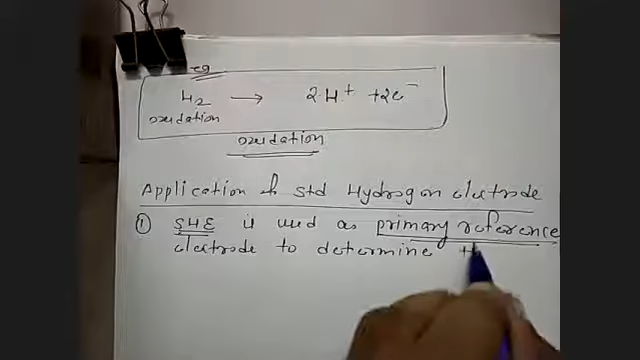 eg
H₂ → 2H⁺ + 2e⁻
oxidation
oxidation
Application of Std Hydrogen electrode
① SHE is used as primary reference
electrode to determine